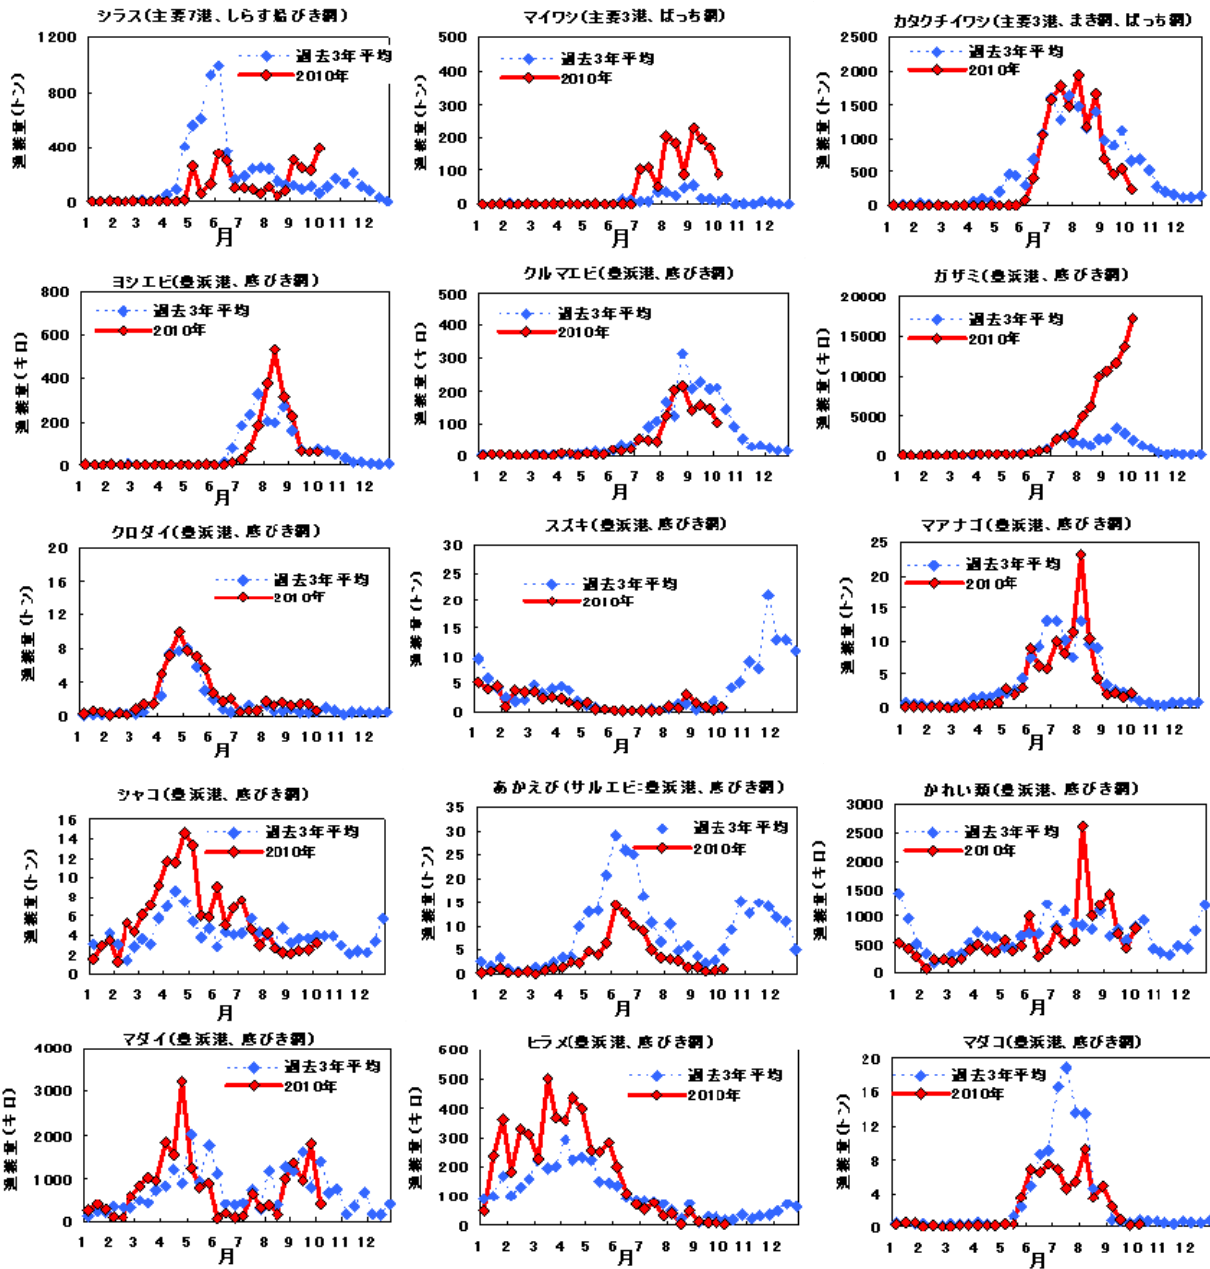 シラス(主要7港、しらす船びき網)
1200
800
400
0
漁獲量(トン)
過去3年平均
2010年
1 2 3 4 5 6 7 8 9 10 11 12
月
マイワシ(主要3港、ばっち網)
500
400
300
200
100
0
漁獲量(トン)
過去3年平均
2010年
1 2 3 4 5 6 7 8 9 10 11 12
月
カタクチイワシ(主要3港、まき網、ばっち網)
2500
2000
1500
1000
500
0
漁獲量(トン)
過去3年平均
2010年
1 2 3 4 5 6 7 8 9 10 11 12
月
ヨシエビ(豊浜港、底びき網)
800
600
400
200
0
漁獲量(キロ)
過去3年平均
2010年
1 2 3 4 5 6 7 8 9 10 11 12
月
クルマエビ(豊浜港、底びき網)
500
400
300
200
100
0
漁獲量(キロ)
過去3年平均
2010年
1 2 3 4 5 6 7 8 9 10 11 12
月
ガザミ(豊浜港、底びき網)
20000
15000
10000
5000
0
漁獲量(キロ)
過去3年平均
2010年
1 2 3 4 5 6 7 8 9 10 11 12
月
クロダイ(豊浜港、底びき網)
20
16
12
8
4
0
漁獲量(トン)
過去3年平均
2010年
1 2 3 4 5 6 7 8 9 10 11 12
月
スズキ(豊浜港、底びき網)
30
25
20
15
10
5
0
漁獲量(トン)
過去3年平均
2010年
1 2 3 4 5 6 7 8 9 10 11 12
月
マアナゴ(豊浜港、底びき網)
25
20
15
10
5
0
漁獲量(トン)
過去3年平均
2010年
1 2 3 4 5 6 7 8 9 10 11 12
月
シャコ(豊浜港、底びき網)
16
14
12
10
8
6
4
2
0
漁獲量(トン)
過去3年平均
2010年
1 2 3 4 5 6 7 8 9 10 11 12
月
あかえび(サルエビ:豊浜港、底びき網)
35
30
25
20
15
10
5
0
漁獲量(トン)
過去3年平均
2010年
1 2 3 4 5 6 7 8 9 10 11 12
月
かれい類(豊浜港、底びき網)
3000
2500
2000
1500
1000
500
0
漁獲量(キロ)
過去3年平均
2010年
1 2 3 4 5 6 7 8 9 10 11 12
月
マダイ(豊浜港、底びき網)
4000
3000
2000
1000
0
漁獲量(キロ)
過去3年平均
2010年
1 2 3 4 5 6 7 8 9 10 11 12
月
ヒラメ(豊浜港、底びき網)
600
500
400
300
200
100
0
漁獲量(キロ)
過去3年平均
2010年
1 2 3 4 5 6 7 8 9 10 11 12
月
マダコ(豊浜港、底びき網)
20
16
12
8
4
0
漁獲量(トン)
過去3年平均
2010年
1 2 3 4 5 6 7 8 9 10 11 12
月